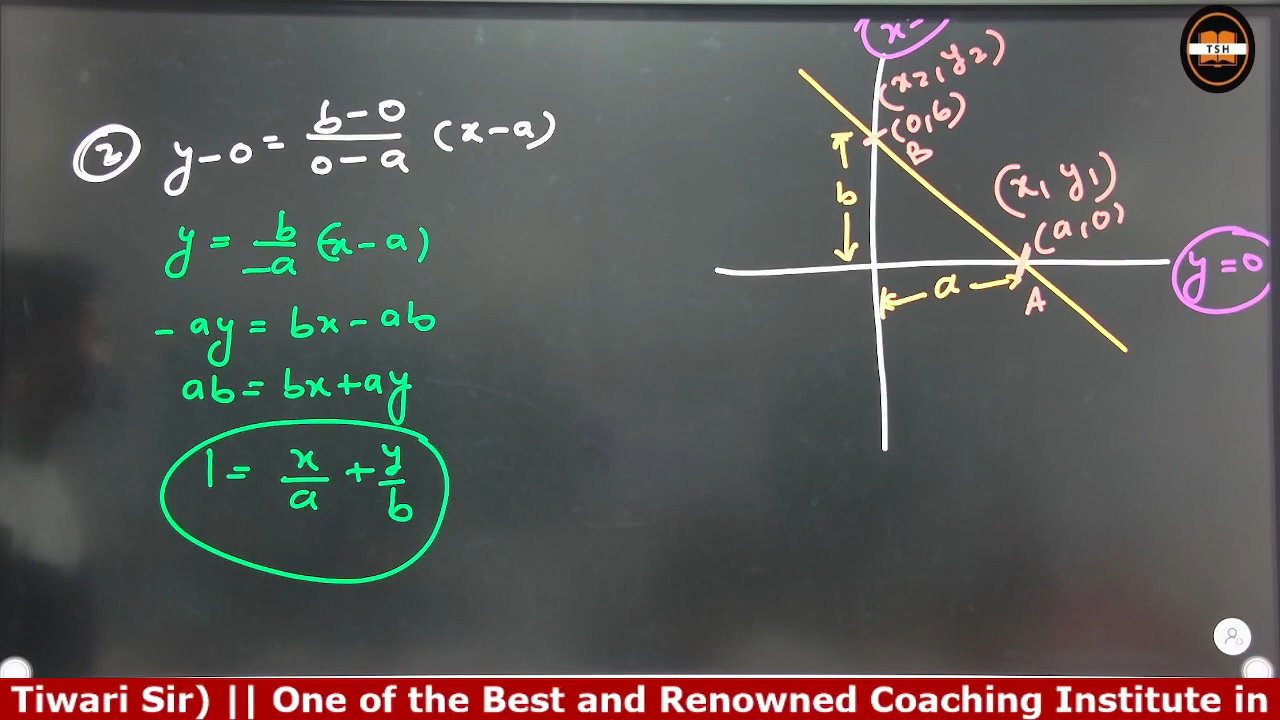 ② y-0 = b-0/0-a (x-a)
y = b/-a (x-a)
-ay = bx-ab
ab = bx+ay
1 = x/a + y/b
x=
(x2, y2)
(0,b)
B
b
(x1 y1)
(a,0)
y=0
a
A
TSH
Tiwari Sir) || One of the Best and Renowned Coaching Institute in